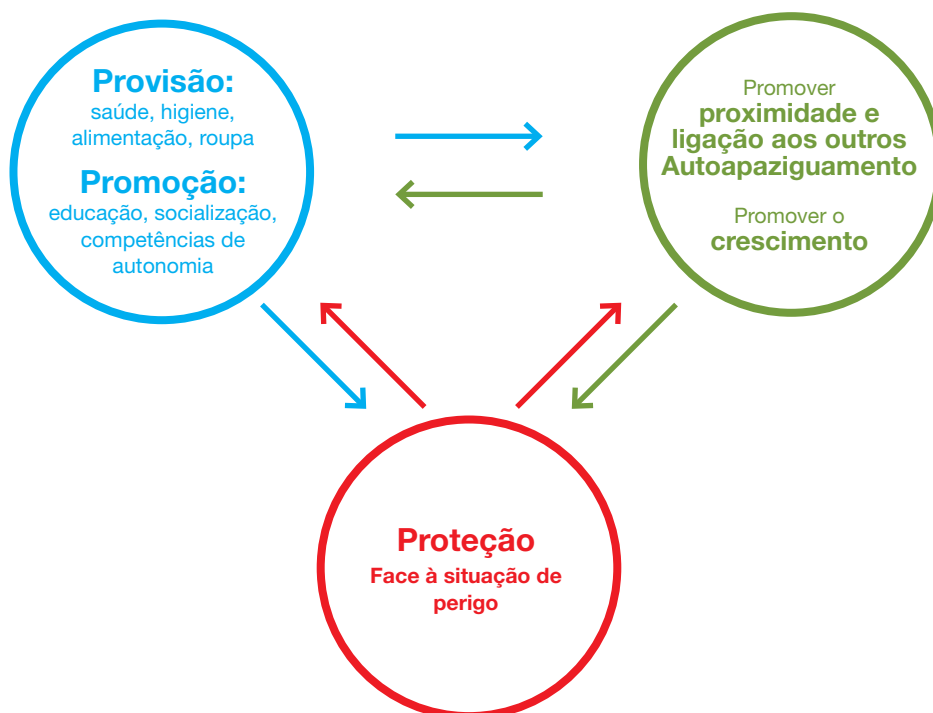 Provisão:
saúde, higiene,
alimentação, roupa
Promoção:
educação, socialização,
competências de
autonomia
Promover
proximidade e
ligação aos outros
Autoapaziguamento
Promover o
crescimento
Proteção
Face à situação de
perigo